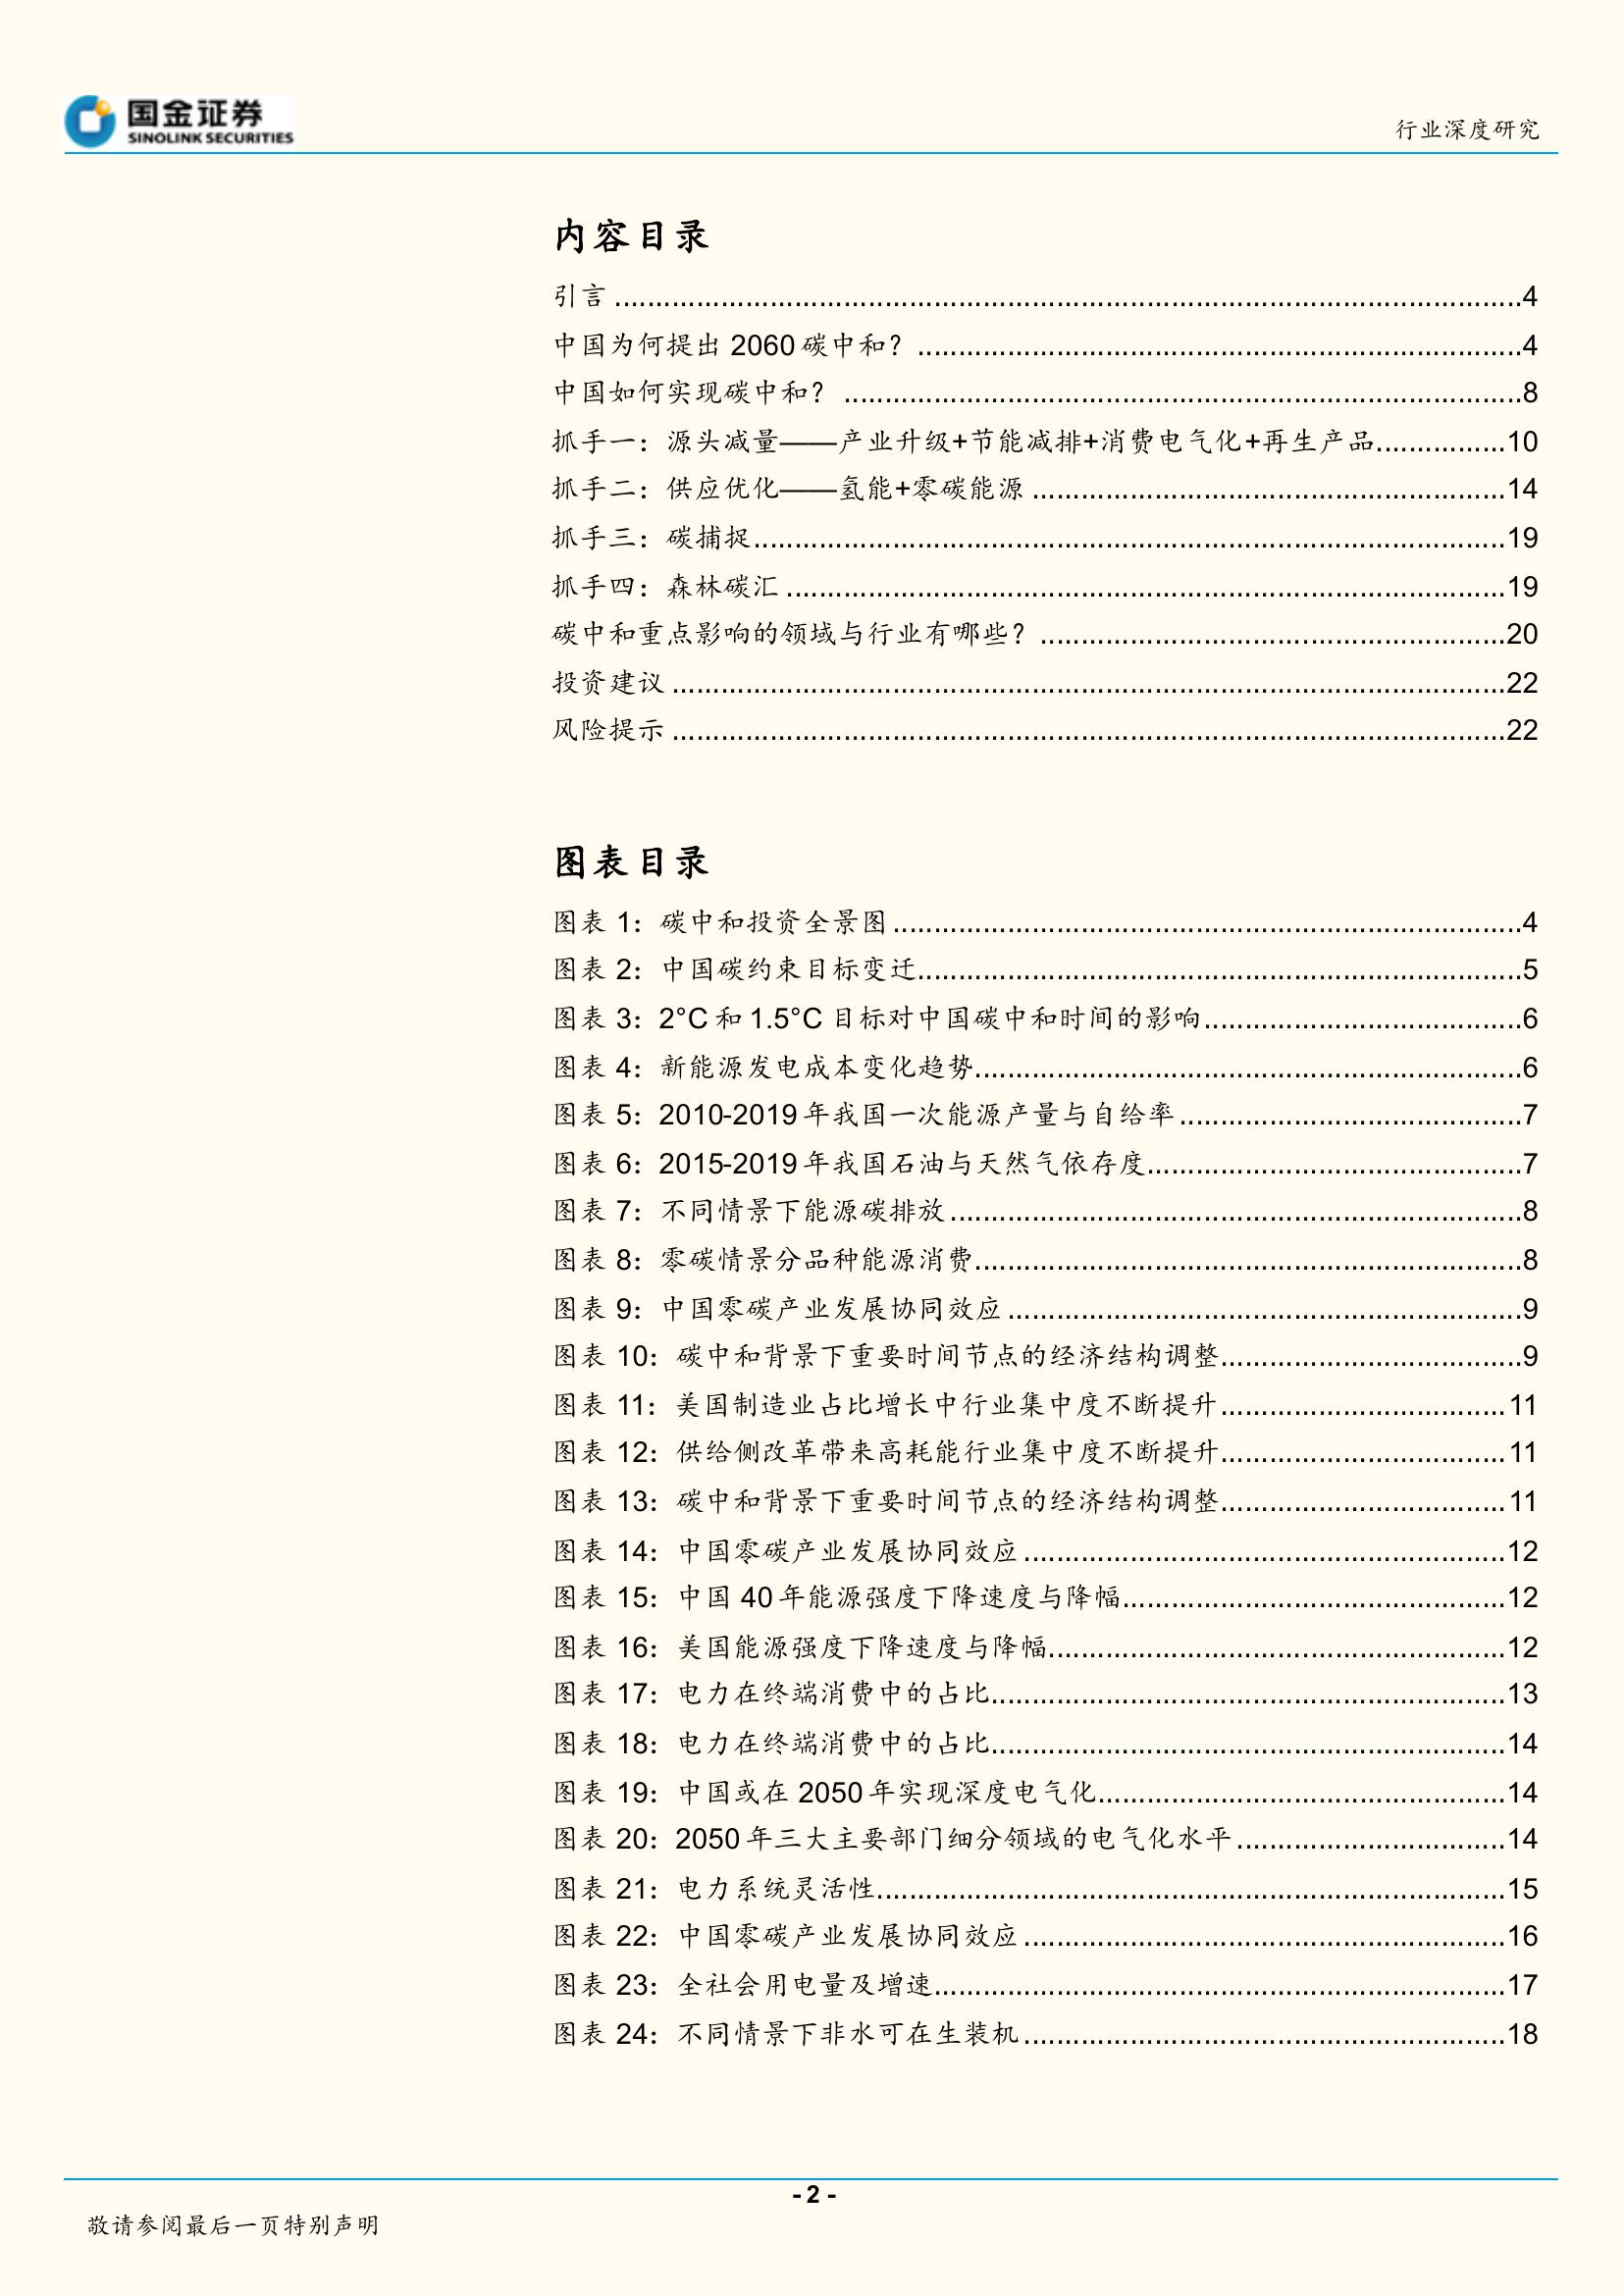 国金证券
SINOLINK SECURITIES
行业深度研究
内容目录
引言 ........ 4
中国为何提出 2060 碳中和？ ........ 4
中国如何实现碳中和？ ........ 8
抓手一：源头减量——产业升级+节能减排+消费电气化+再生产品 ........ 10
抓手二：供应优化——氢能+零碳能源 ........ 14
抓手三：碳捕捉 ........ 19
抓手四：森林碳汇 ........ 19
碳中和重点影响的领域与行业有哪些？ ........ 20
投资建议 ........ 22
风险提示 ........ 22
图表目录
图表 1：碳中和投资全景图 ........ 4
图表 2：中国碳约束目标变迁 ........ 5
图表 3：2°C 和 1.5°C 目标对中国碳中和时间的影响 ........ 6
图表 4：新能源发电成本变化趋势 ........ 6
图表 5：2010-2019 年我国一次能源产量与自给率 ........ 7
图表 6：2015-2019 年我国石油与天然气依存度 ........ 7
图表 7：不同情景下能源碳排放 ........ 8
图表 8：零碳情景分品种能源消费 ........ 8
图表 9：中国零碳产业发展协同效应 ........ 9
图表 10：碳中和背景下重要时间节点的经济结构调整 ........ 9
图表 11：美国制造业占比增长中行业集中度不断提升 ........ 11
图表 12：供给侧改革带来高耗能行业集中度不断提升 ........ 11
图表 13：碳中和背景下重要时间节点的经济结构调整 ........ 11
图表 14：中国零碳产业发展协同效应 ........ 12
图表 15：中国 40 年能源强度下降速度与降幅 ........ 12
图表 16：美国能源强度下降速度与降幅 ........ 12
图表 17：电力在终端消费中的占比 ........ 13
图表 18：电力在终端消费中的占比 ........ 14
图表 19：中国或在 2050 年实现深度电气化 ........ 14
图表 20：2050 年三大主要部门细分领域的电气化水平 ........ 14
图表 21：电力系统灵活性 ........ 15
图表 22：中国零碳产业发展协同效应 ........ 16
图表 23：全社会用电量及增速 ........ 17
图表 24：不同情景下非水可在生装机 ........ 18
- 2 -
敬请参阅最后一页特别声明